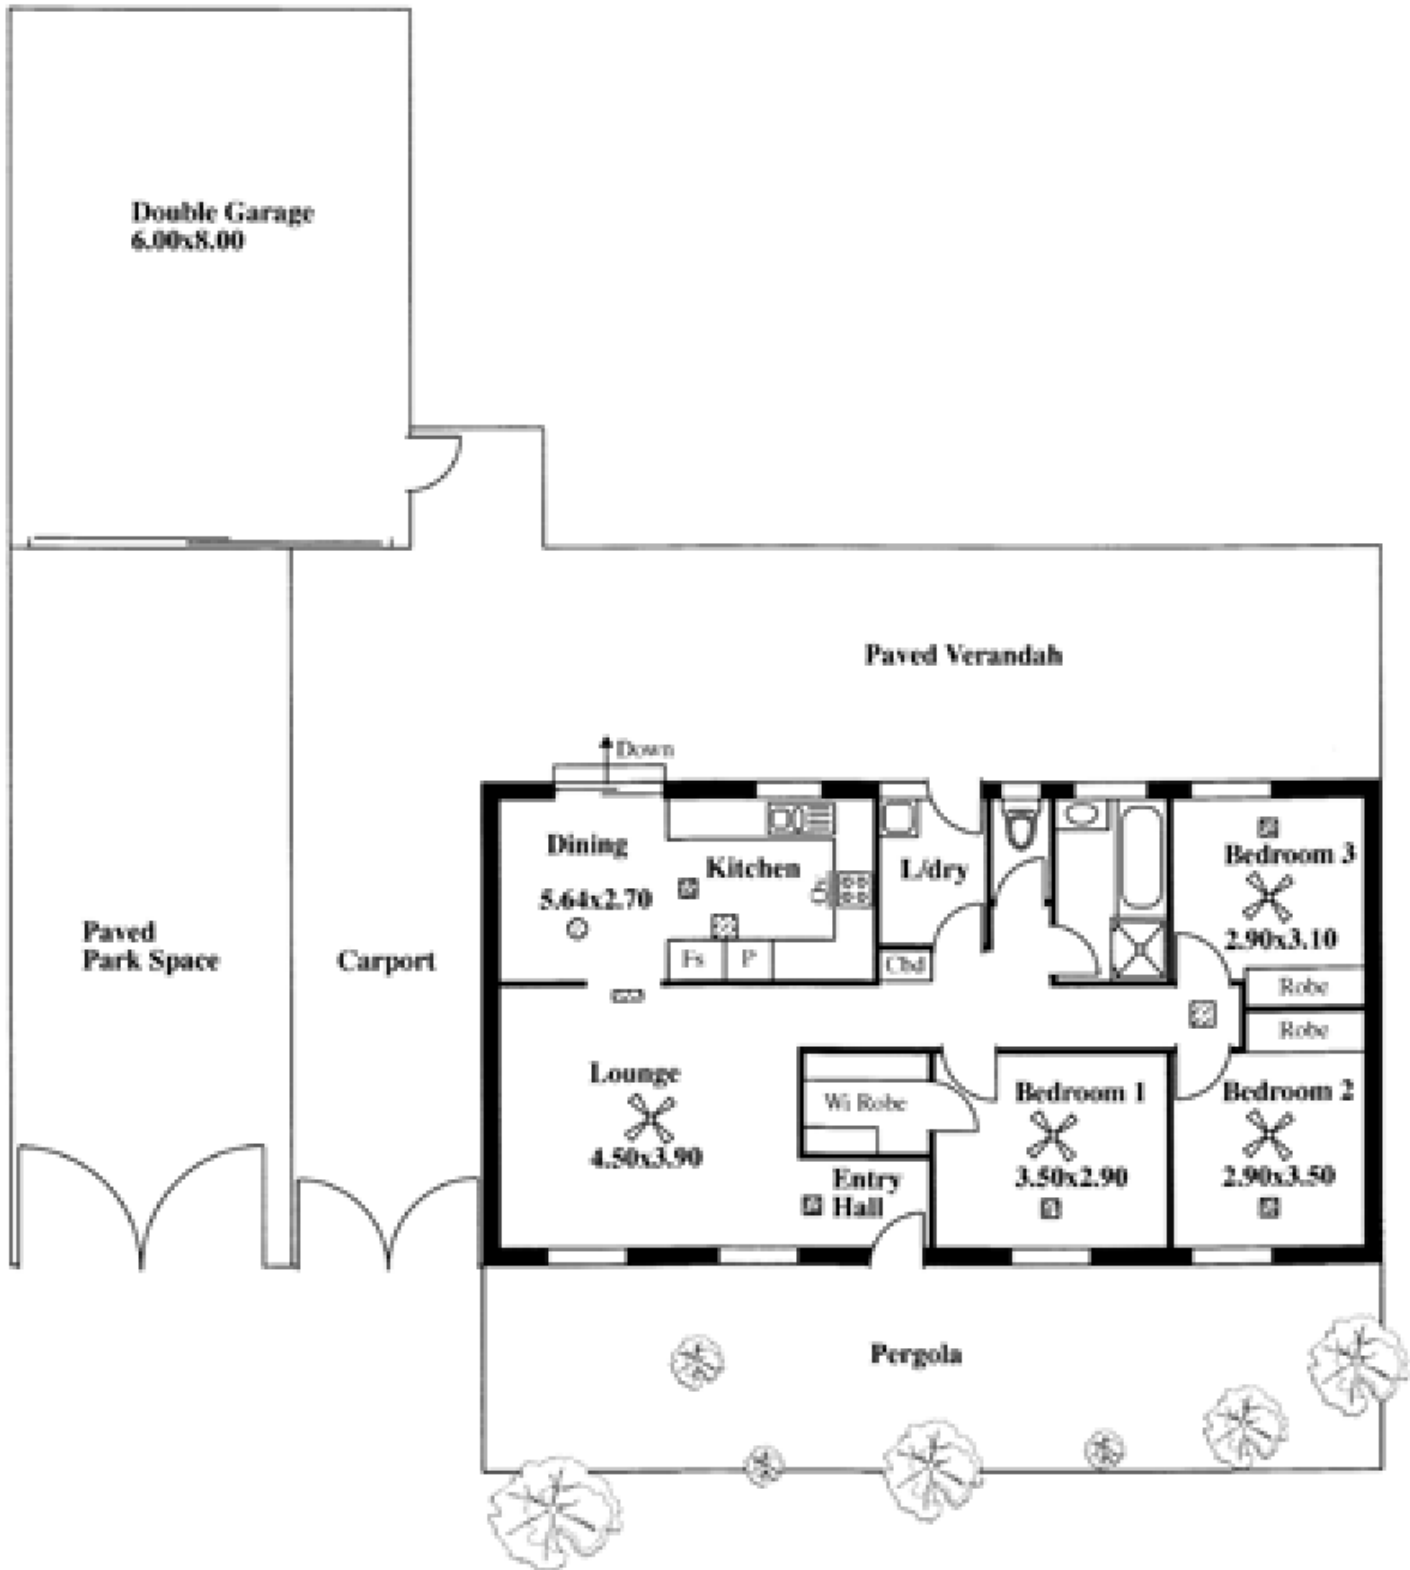 Double Garage
6.00x8.00
Paved Verandah
Down
Dining
5.64x2.70
Kitchen
Fs
P
L/dry
Cbd
Bedroom 3
2.90x3.10
Robe
Robe
Paved
Park Space
Carport
Lounge
4.50x3.90
Wi Robe
Entry
Hall
Bedroom 1
3.50x2.90
Bedroom 2
2.90x3.50
Pergola